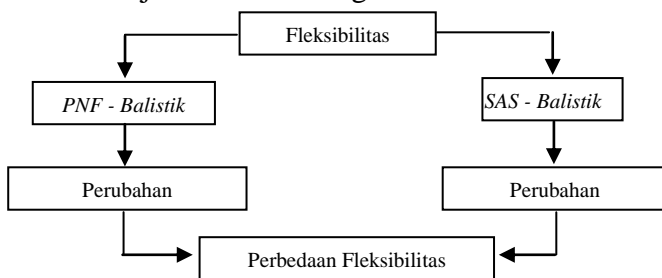 Fleksibilitas
PNF - Balistik
SAS - Balistik
Perubahan
Perubahan
Perbedaan Fleksibilitas